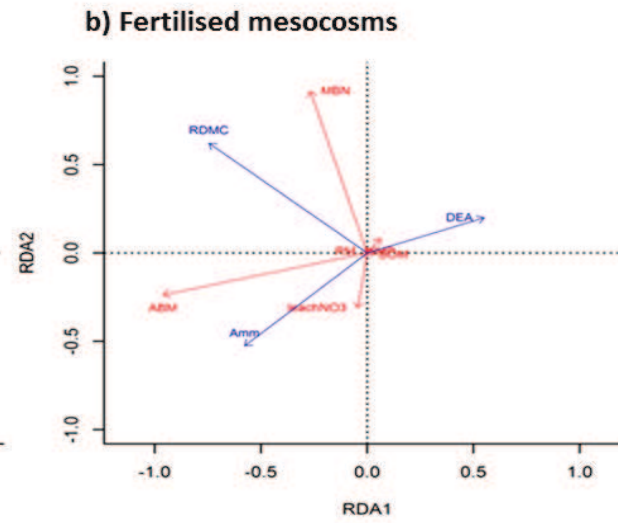 b) Fertilised mesocosms
1.0
MBN
RDMC
0.5
DEA
RDA2
0.0
ABM
leachNO3
Amm
-0.5
-1.0
-1.0 -0.5 0.0 0.5 1.0
RDA1